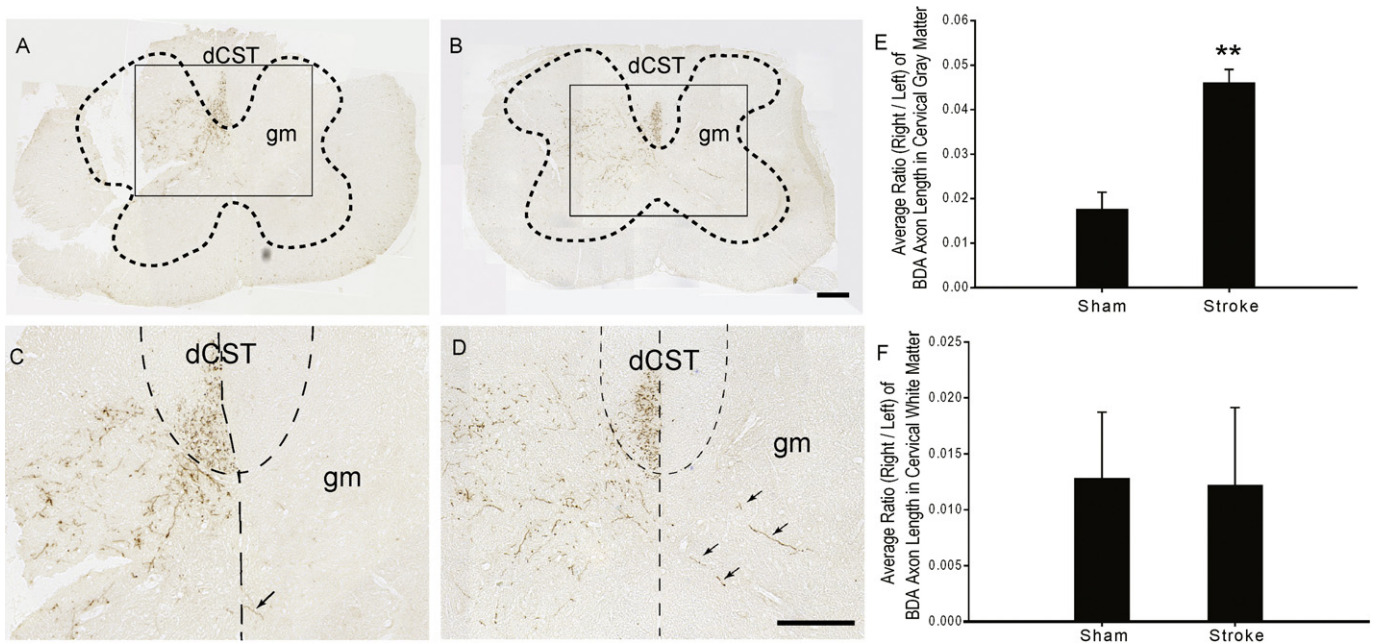 A
dCST
gm
B
dCST
gm
C
dCST
gm
D
dCST
gm
E
Average Ratio (Right / Left) of
BDA Axon Length in Cervical Gray Matter
0.06
0.05
0.04
0.03
0.02
0.01
0.00
**
Sham
Stroke
F
Average Ratio (Right / Left) of
BDA Axon Length in Cervical White Matter
0.025
0.020
0.015
0.010
0.005
0.000
Sham
Stroke